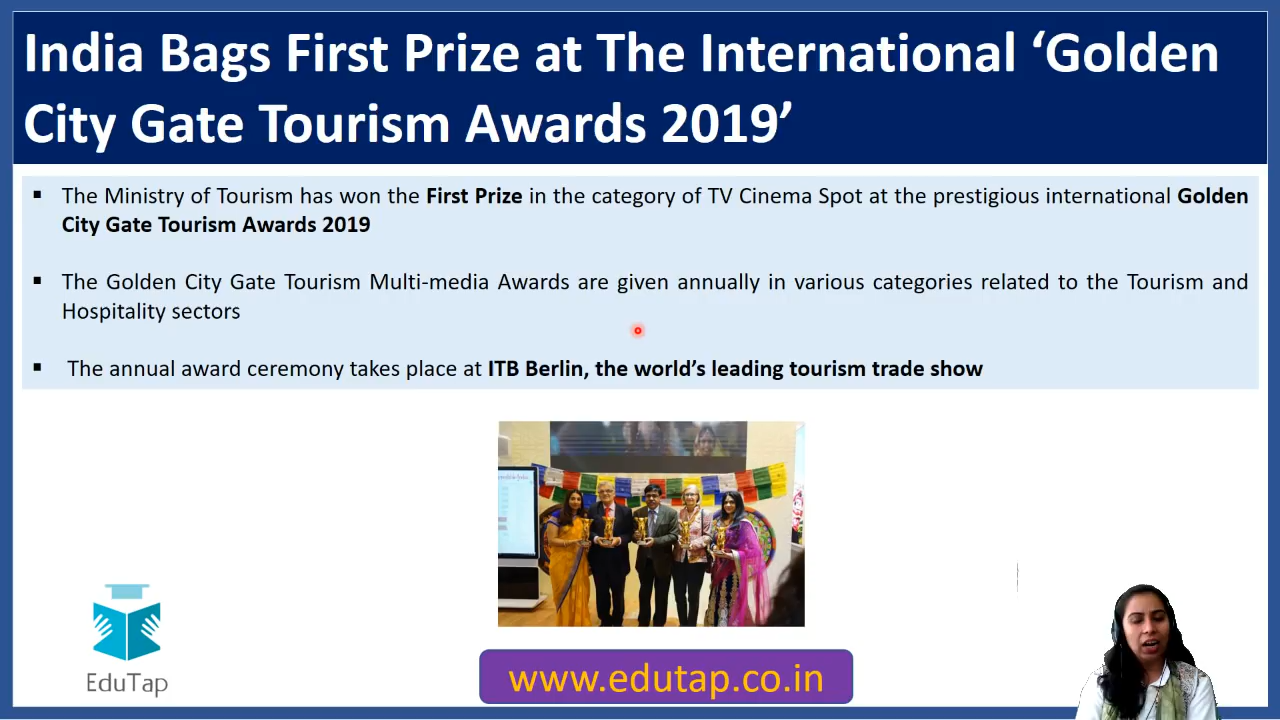 India Bags First Prize at The International ‘Golden
City Gate Tourism Awards 2019’
▪ The Ministry of Tourism has won the First Prize in the category of TV Cinema Spot at the prestigious international Golden
City Gate Tourism Awards 2019
▪ The Golden City Gate Tourism Multi-media Awards are given annually in various categories related to the Tourism and
Hospitality sectors
▪ The annual award ceremony takes place at ITB Berlin, the world’s leading tourism trade show
EduTap
www.edutap.co.in